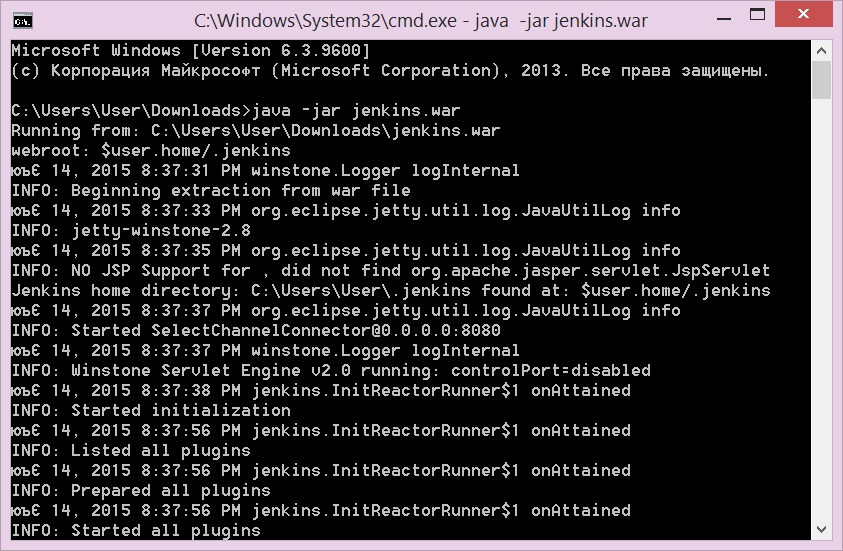 C:\Windows\System32\cmd.exe - java -jar jenkins.war
Microsoft Windows [Version 6.3.9600]
(c) Корпорация Майкрософт (Microsoft Corporation), 2013. Все права защищены.
C:\Users\User\Downloads>java -jar jenkins.war
Running from: C:\Users\User\Downloads\jenkins.war
webroot: $user.home/.jenkins
юъ€ 14, 2015 8:37:31 PM winstone.Logger logInternal
INFO: Beginning extraction from war file
юъ€ 14, 2015 8:37:33 PM org.eclipse.jetty.util.log.JavaUtilLog info
INFO: jetty-winstone-2.8
юъ€ 14, 2015 8:37:35 PM org.eclipse.jetty.util.log.JavaUtilLog info
INFO: NO JSP Support for , did not find org.apache.jasper.servlet.JspServlet
Jenkins home directory: C:\Users\User\.jenkins found at: $user.home/.jenkins
юъ€ 14, 2015 8:37:37 PM org.eclipse.jetty.util.log.JavaUtilLog info
INFO: Started SelectChannelConnector@0.0.0.0:8080
юъ€ 14, 2015 8:37:37 PM winstone.Logger logInternal
INFO: Winstone Servlet Engine v2.0 running: controlPort=disabled
юъ€ 14, 2015 8:37:38 PM jenkins.InitReactorRunner$1 onAttained
INFO: Started initialization
юъ€ 14, 2015 8:37:56 PM jenkins.InitReactorRunner$1 onAttained
INFO: Listed all plugins
юъ€ 14, 2015 8:37:56 PM jenkins.InitReactorRunner$1 onAttained
INFO: Prepared all plugins
юъ€ 14, 2015 8:37:56 PM jenkins.InitReactorRunner$1 onAttained
INFO: Started all plugins